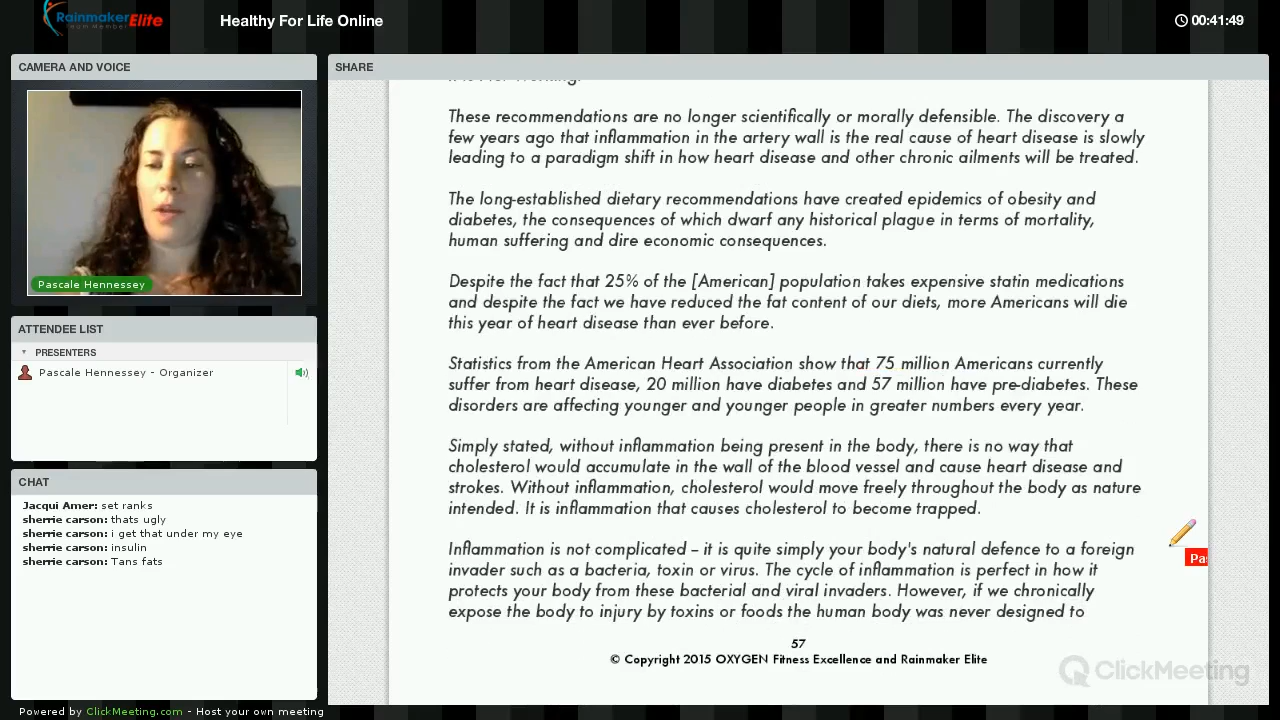 RainmakerElite
Team Member
Healthy For Life Online
00:41:49
CAMERA AND VOICE
Pascale Hennessey
ATTENDEE LIST
PRESENTERS
Pascale Hennessey - Organizer
CHAT
Jacqui Amer: set ranks
sherrie carson: thats ugly
sherrie carson: i get that under my eye
sherrie carson: insulin
sherrie carson: Tans fats
Powered by ClickMeeting.com - Host your own meeting
SHARE
These recommendations are no longer scientifically or morally defensible. The discovery a
few years ago that inflammation in the artery wall is the real cause of heart disease is slowly
leading to a paradigm shift in how heart disease and other chronic ailments will be treated.
The long-established dietary recommendations have created epidemics of obesity and
diabetes, the consequences of which dwarf any historical plague in terms of mortality,
human suffering and dire economic consequences.
Despite the fact that 25% of the [American] population takes expensive statin medications
and despite the fact we have reduced the fat content of our diets, more Americans will die
this year of heart disease than ever before.
Statistics from the American Heart Association show that 75 million Americans currently
suffer from heart disease, 20 million have diabetes and 57 million have pre-diabetes. These
disorders are affecting younger and younger people in greater numbers every year.
Simply stated, without inflammation being present in the body, there is no way that
cholesterol would accumulate in the wall of the blood vessel and cause heart disease and
strokes. Without inflammation, cholesterol would move freely throughout the body as nature
intended. It is inflammation that causes cholesterol to become trapped.
Inflammation is not complicated – it is quite simply your body's natural defence to a foreign
invader such as a bacteria, toxin or virus. The cycle of inflammation is perfect in how it
protects your body from these bacterial and viral invaders. However, if we chronically
expose the body to injury by toxins or foods the human body was never designed to
Pa
57
© Copyright 2015 OXYGEN Fitness Excellence and Rainmaker Elite
ClickMeeting